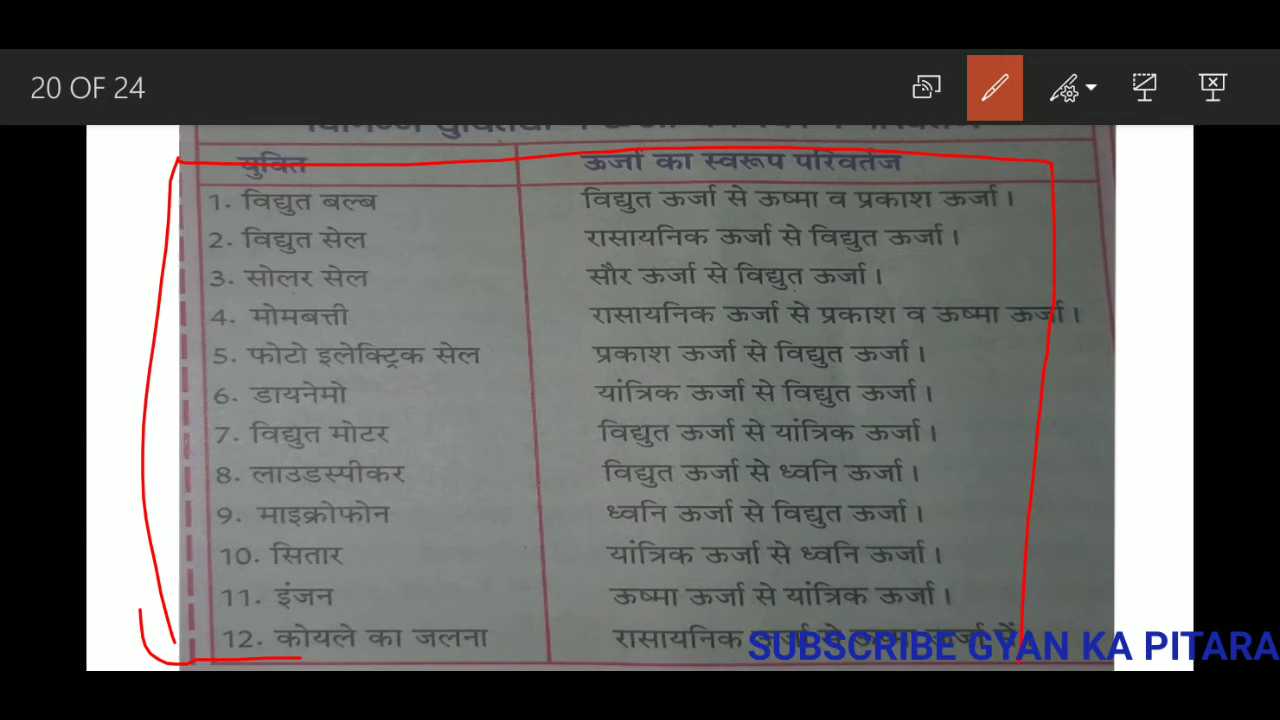 20 OF 24
युक्ति ऊर्जा का स्वरूप परिवर्तन
1. विद्युत बल्ब विद्युत ऊर्जा से ऊष्मा व प्रकाश ऊर्जा।
2. विद्युत सेल रासायनिक ऊर्जा से विद्युत ऊर्जा।
3. सोलर सेल सौर ऊर्जा से विद्युत ऊर्जा।
4. मोमबत्ती रासायनिक ऊर्जा से प्रकाश व ऊष्मा ऊर्जा।
5. फोटो इलेक्ट्रिक सेल प्रकाश ऊर्जा से विद्युत ऊर्जा।
6. डायनेमो यांत्रिक ऊर्जा से विद्युत ऊर्जा।
7. विद्युत मोटर विद्युत ऊर्जा से यांत्रिक ऊर्जा।
8. लाउडस्पीकर विद्युत ऊर्जा से ध्वनि ऊर्जा।
9. माइक्रोफोन ध्वनि ऊर्जा से विद्युत ऊर्जा।
10. सितार यांत्रिक ऊर्जा से ध्वनि ऊर्जा।
11. इंजन ऊष्मा ऊर्जा से यांत्रिक ऊर्जा।
12. कोयले का जलना रासायनिक
SUBSCRIBE GYAN KA PITARA